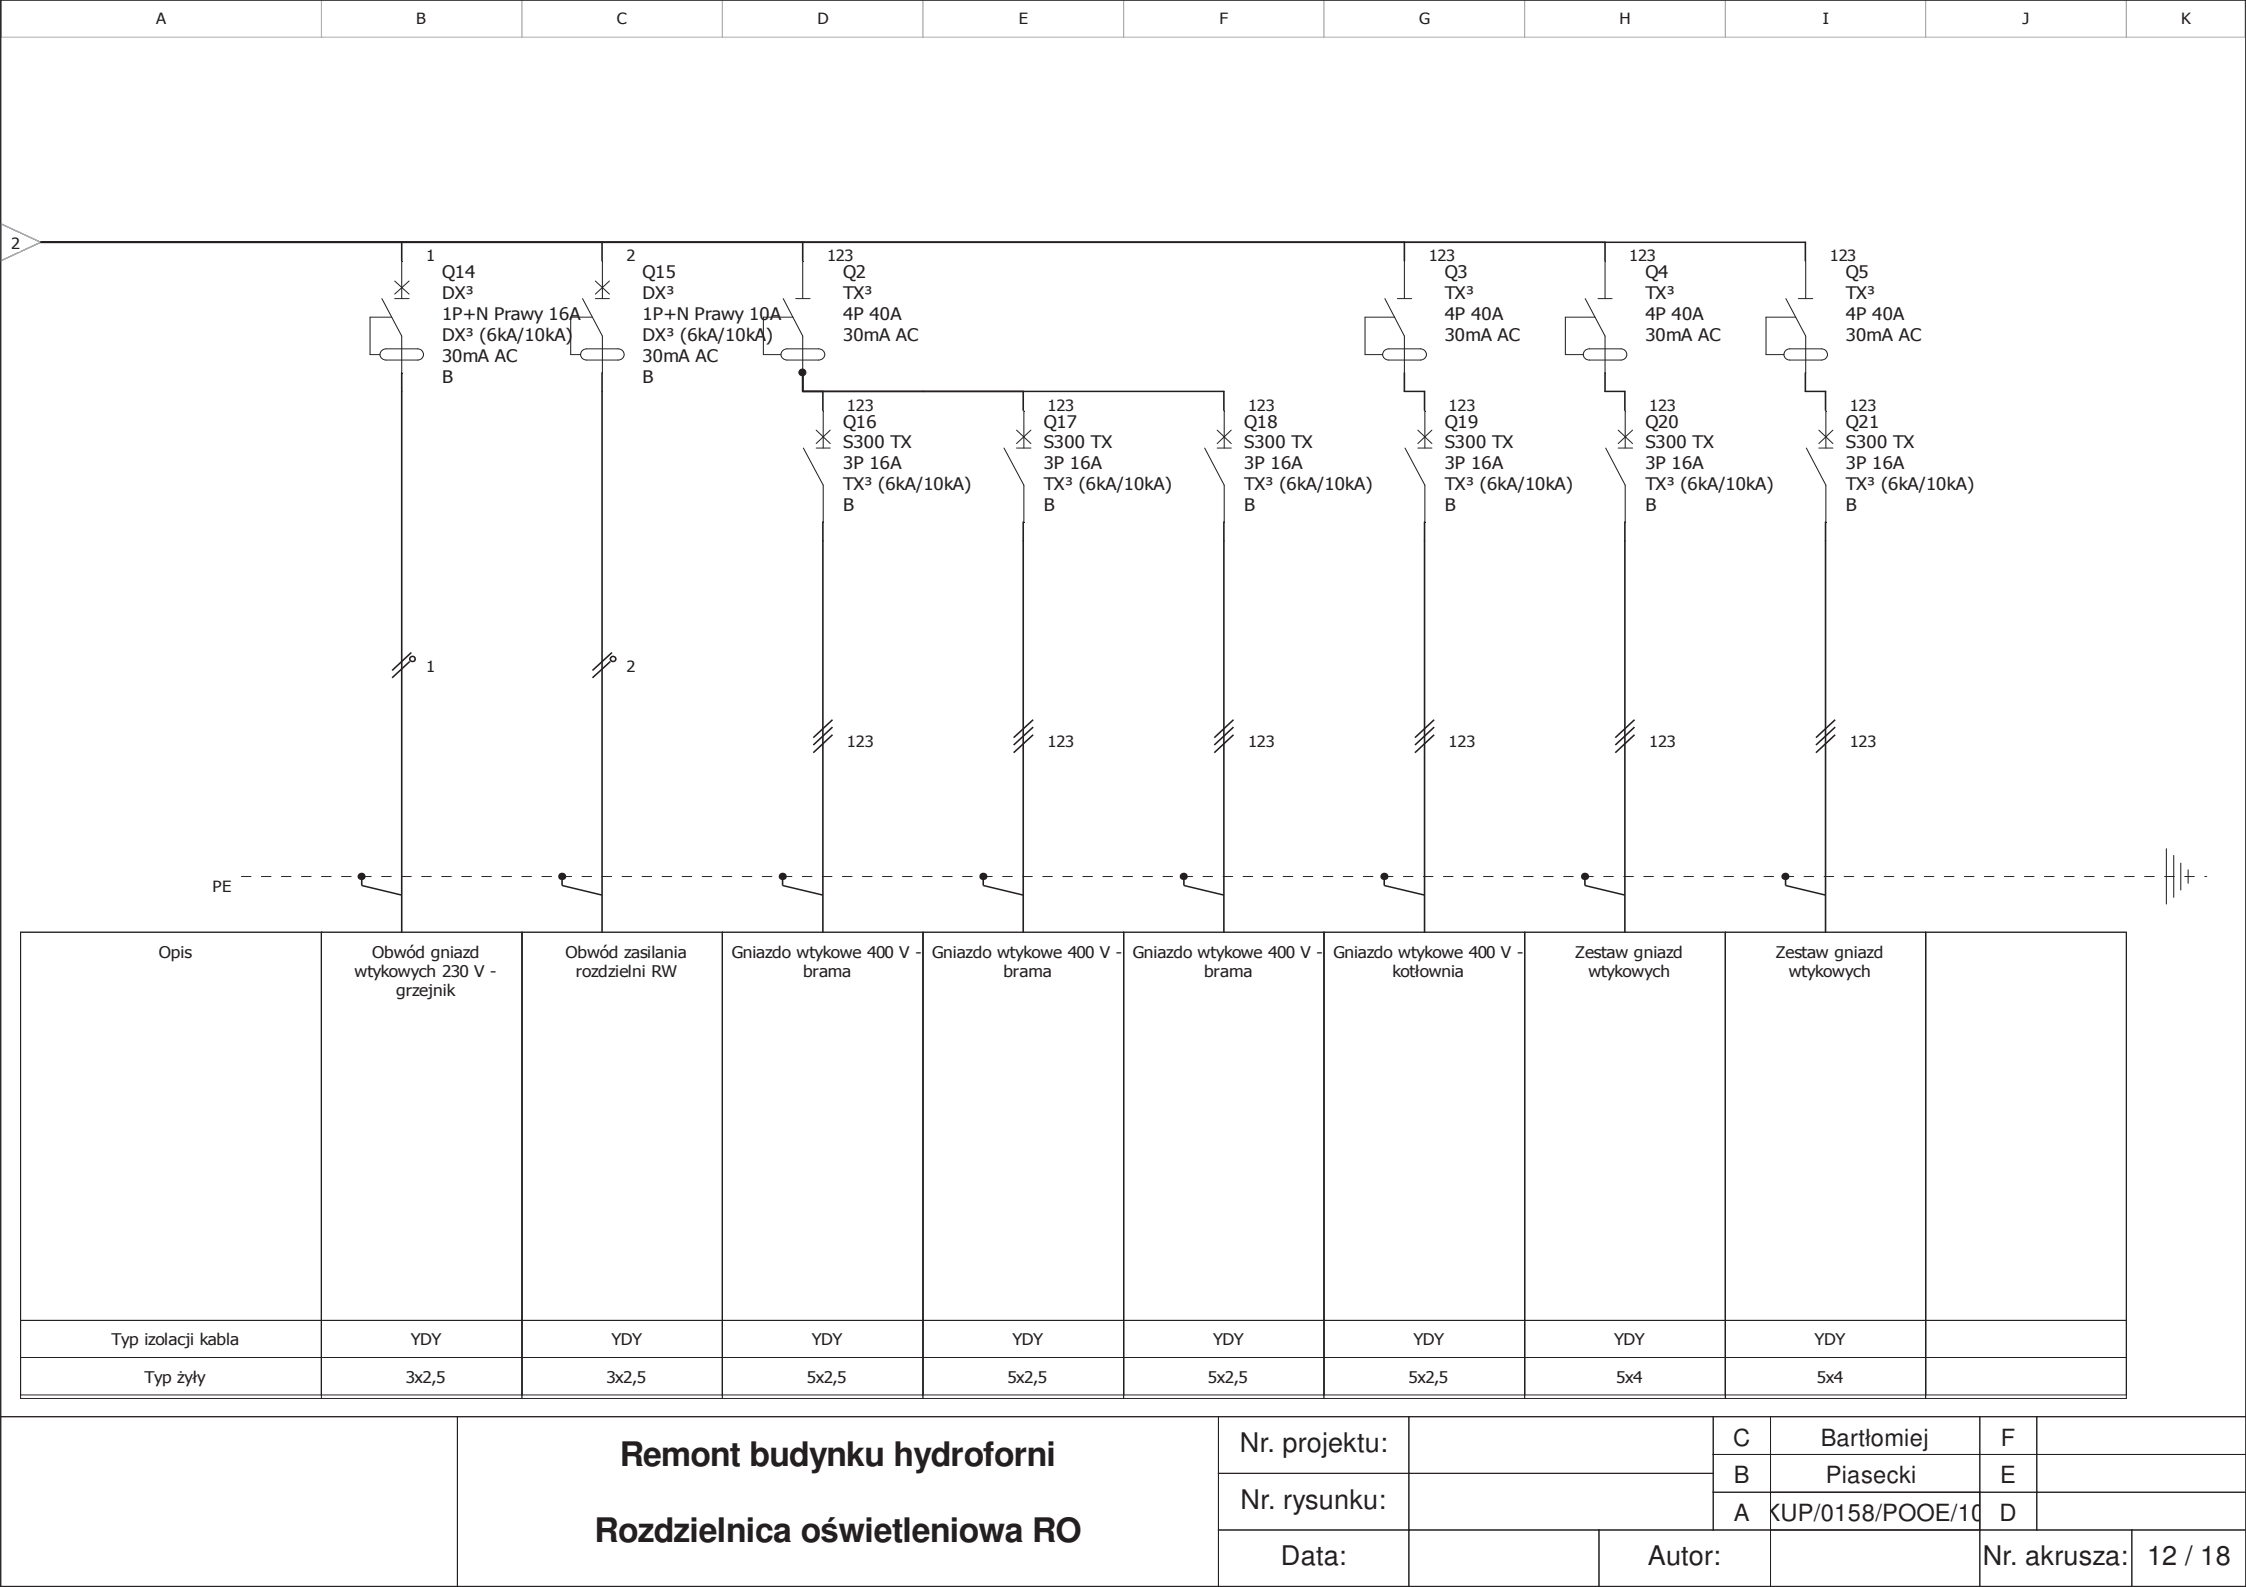 A B C D E F G H I J K
2
1
Q14
DX³
1P+N Prawy 16A
DX³ (6kA/10kA)
30mA AC
B
2
Q15
DX³
1P+N Prawy 10A
DX³ (6kA/10kA)
30mA AC
B
123
Q2
TX³
4P 40A
30mA AC
123
Q3
TX³
4P 40A
30mA AC
123
Q4
TX³
4P 40A
30mA AC
123
Q5
TX³
4P 40A
30mA AC
123
Q16
S300 TX
3P 16A
TX³ (6kA/10kA)
B
123
Q17
S300 TX
3P 16A
TX³ (6kA/10kA)
B
123
Q18
S300 TX
3P 16A
TX³ (6kA/10kA)
B
123
Q19
S300 TX
3P 16A
TX³ (6kA/10kA)
B
123
Q20
S300 TX
3P 16A
TX³ (6kA/10kA)
B
123
Q21
S300 TX
3P 16A
TX³ (6kA/10kA)
B
1 2
123 123 123 123 123 123
PE
Opis
Obwód gniazd
wtykowych 230 V -
grzejnik
Obwód zasilania
rozdzielni RW
Gniazdo wtykowe 400 V -
brama
Gniazdo wtykowe 400 V -
brama
Gniazdo wtykowe 400 V -
brama
Gniazdo wtykowe 400 V -
kotłownia
Zestaw gniazd
wtykowych
Zestaw gniazd
wtykowych
Typ izolacji kabla YDY YDY YDY YDY YDY YDY YDY YDY
Typ żyły 3x2,5 3x2,5 5x2,5 5x2,5 5x2,5 5x2,5 5x4 5x4
Remont budynku hydroforni
Rozdzielnica oświetleniowa RO
Nr. projektu:
Nr. rysunku:
Data:
Autor:
C Bartłomiej F
B Piasecki E
A KUP/0158/POOE/10 D
Nr. akrusza: 12 / 18